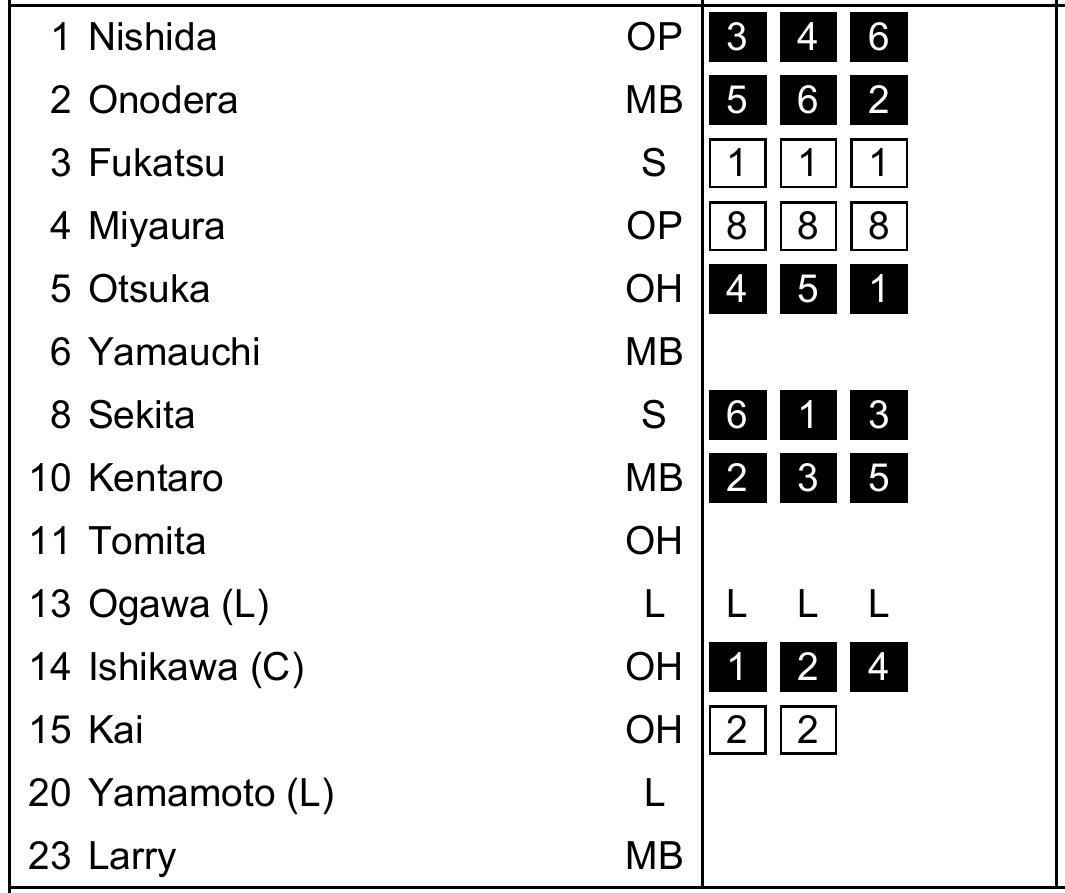 1 Nishida OP 3 4 6
2 Onodera MB 5 6 2
3 Fukatsu S 1 1 1
4 Miyaura OP 8 8 8
5 Otsuka OH 4 5 1
6 Yamauchi MB
8 Sekita S 6 1 3
10 Kentaro MB 2 3 5
11 Tomita OH
13 Ogawa (L) L L L L
14 Ishikawa (C) OH 1 2 4
15 Kai OH 2 2
20 Yamamoto (L) L
23 Larry MB